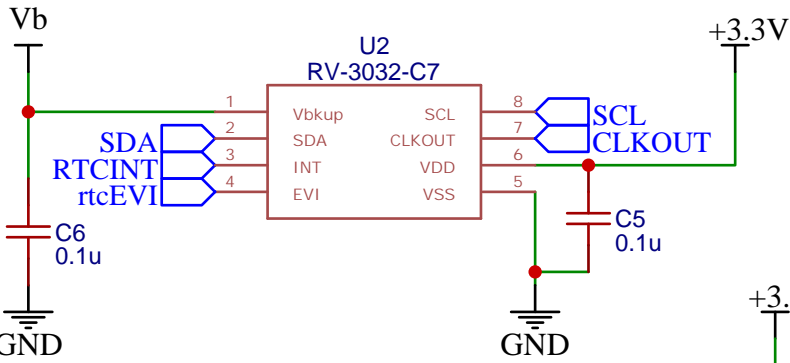 Vb
U2
RV-3032-C7
+3.3V
1 Vbkup SCL 8 SCL
SDA 2 SDA CLKOUT 7 CLKOUT
RTCINT 3 INT VDD 6
rtcEVI 4 EVI VSS 5
C6
0.1u
C5
0.1u
GND
GND
+3.